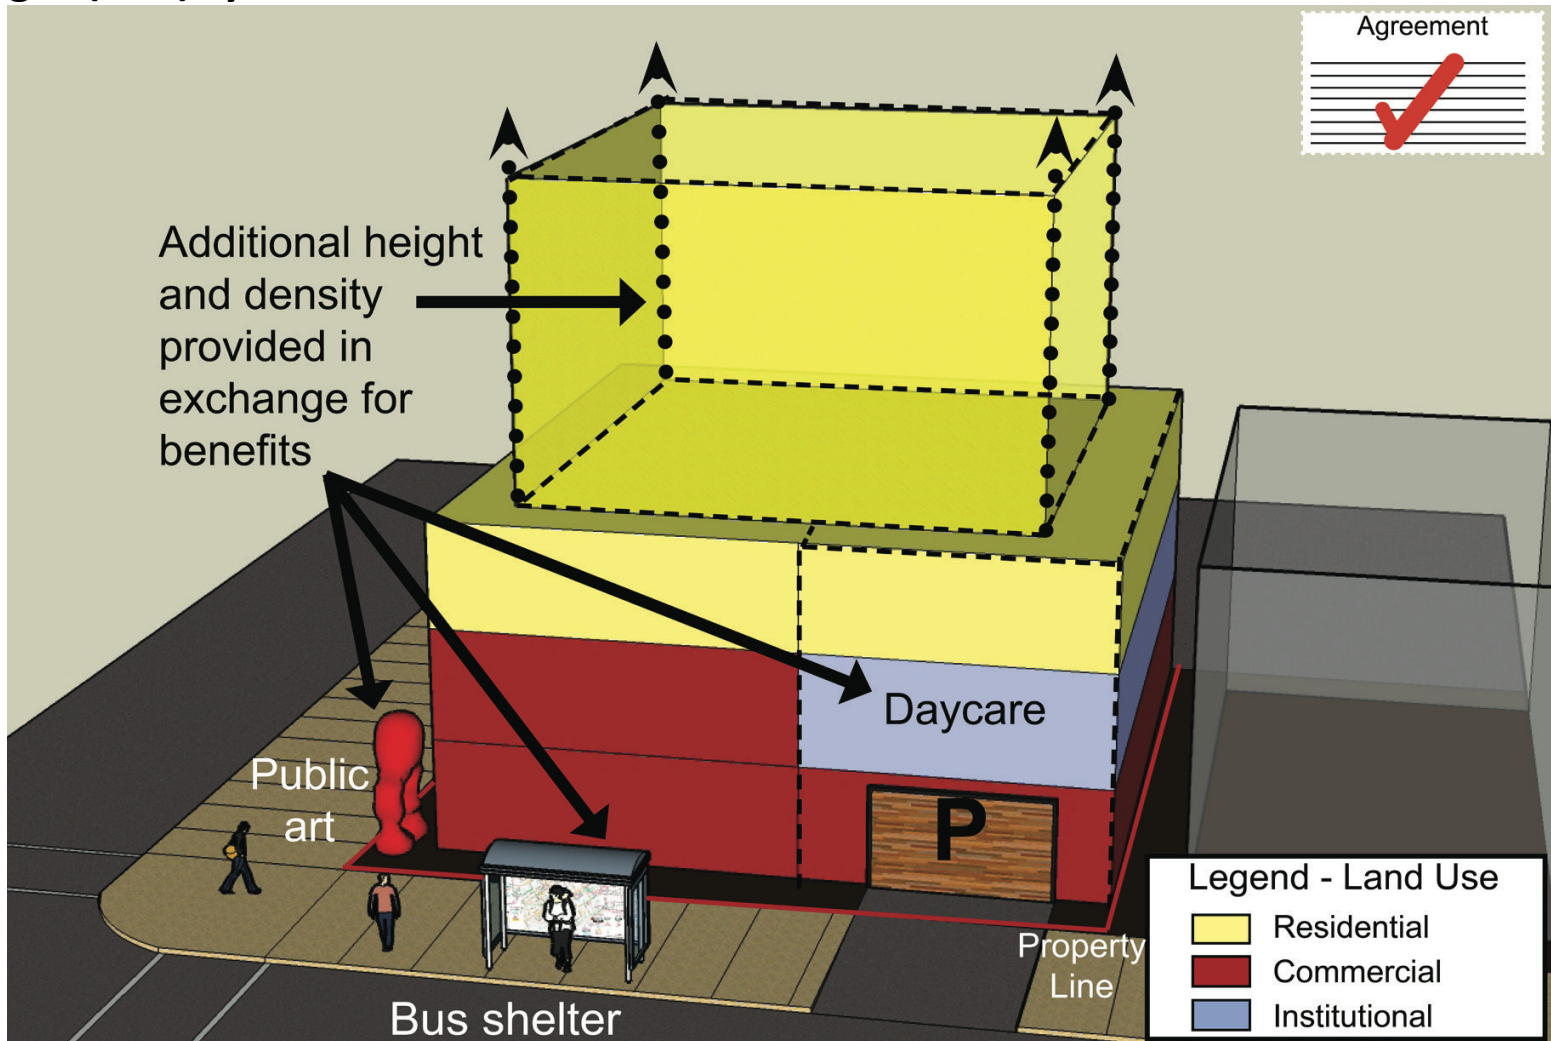 Agreement
Additional height
and density
provided in
exchange for
benefits
Daycare
Public
art
P
Legend - Land Use
Residential
Commercial
Institutional
Property
Line
Bus shelter